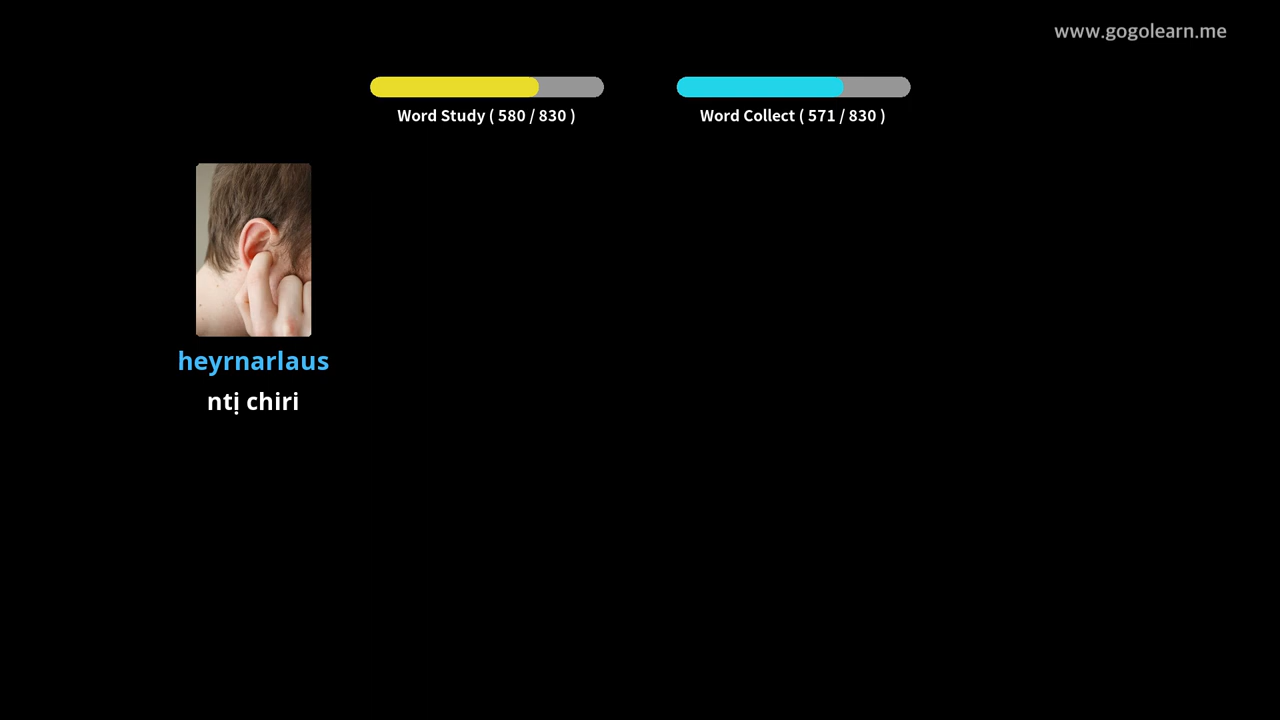 www.gogolearn.me
Word Study ( 580 / 830 )
Word Collect ( 571 / 830 )
heyrnarlaus
ntị chiri